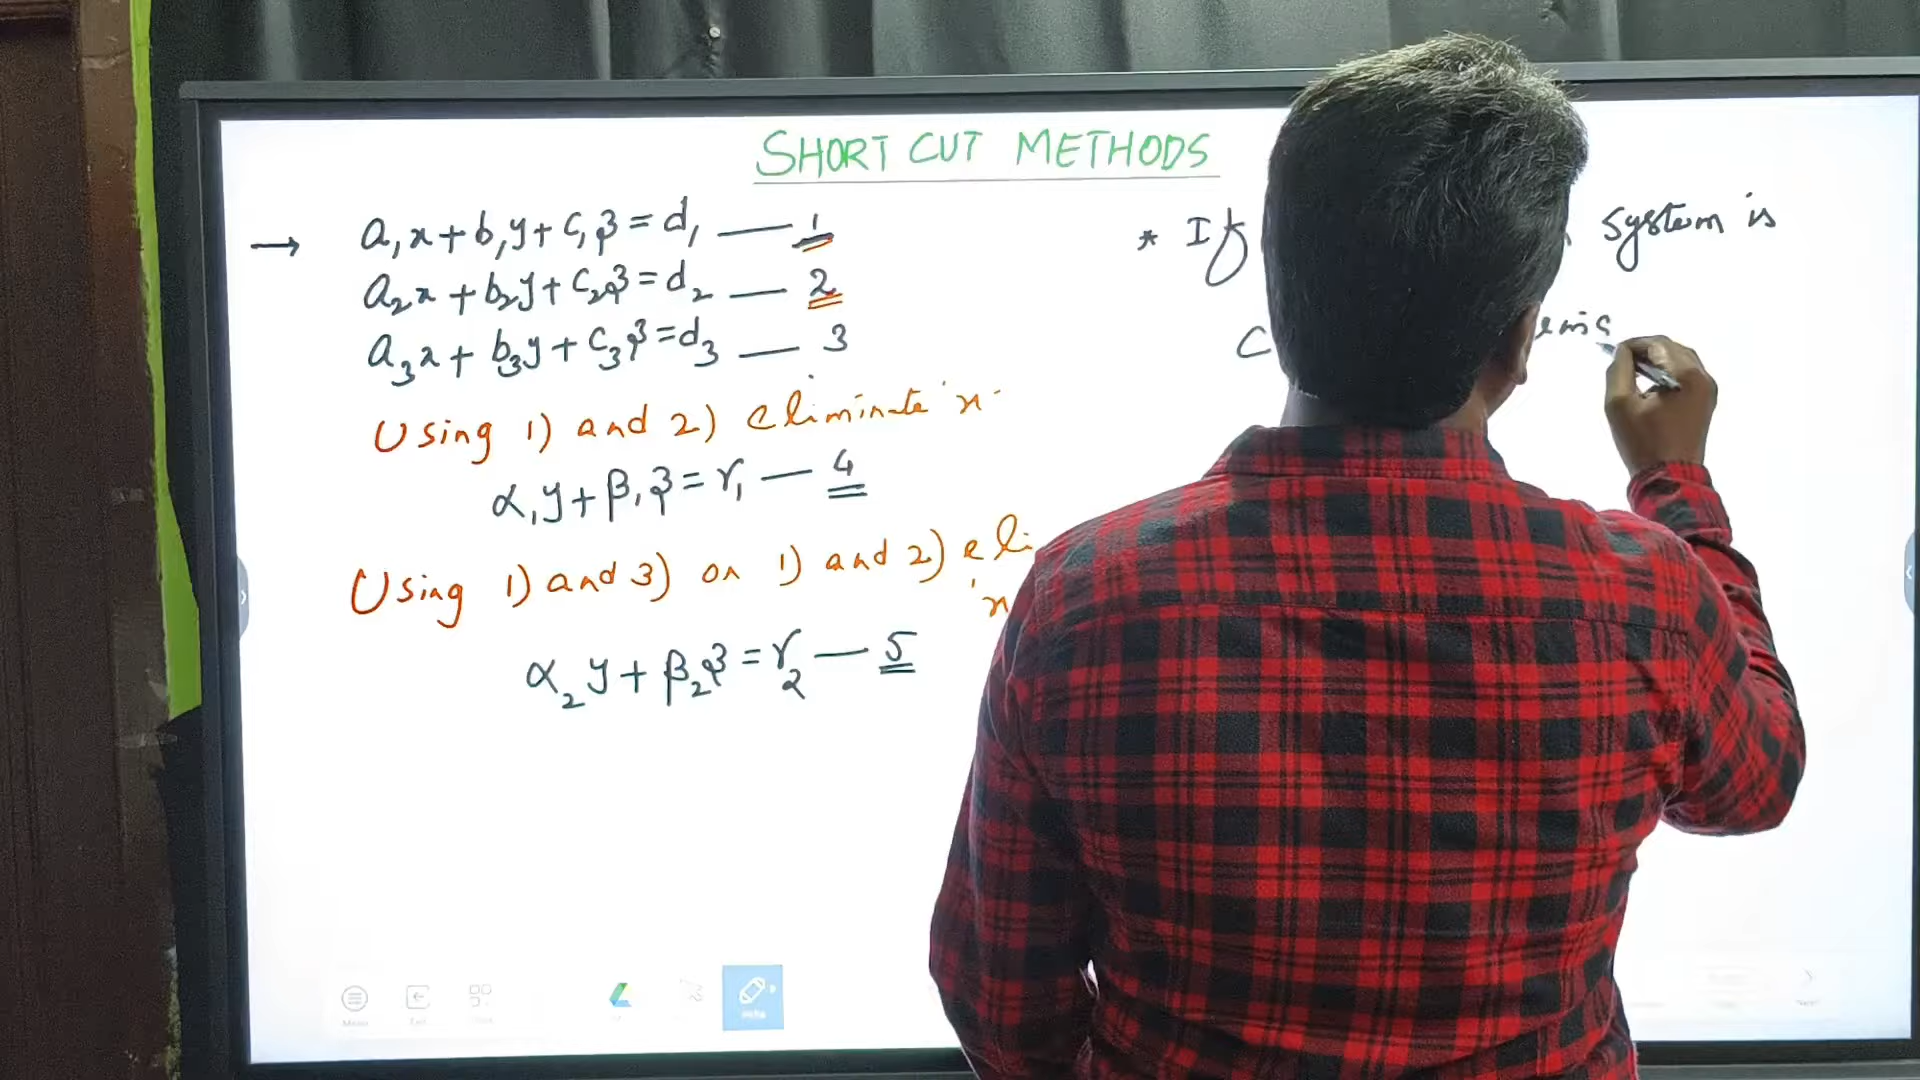 SHORT CUT METHODS
→ a₁x + b₁y + c₁z = d₁ — 1
a₂x + b₂y + c₂z = d₂ — 2
a₃x + b₃y + c₃z = d₃ — 3
Using 1) and 2) eliminate 'x'
α₁y + β₁z = γ₁ — 4
Using 1) and 3) or 1) and 2) eli
'x
α₂y + β₂z = γ₂ — 5
* If
system is